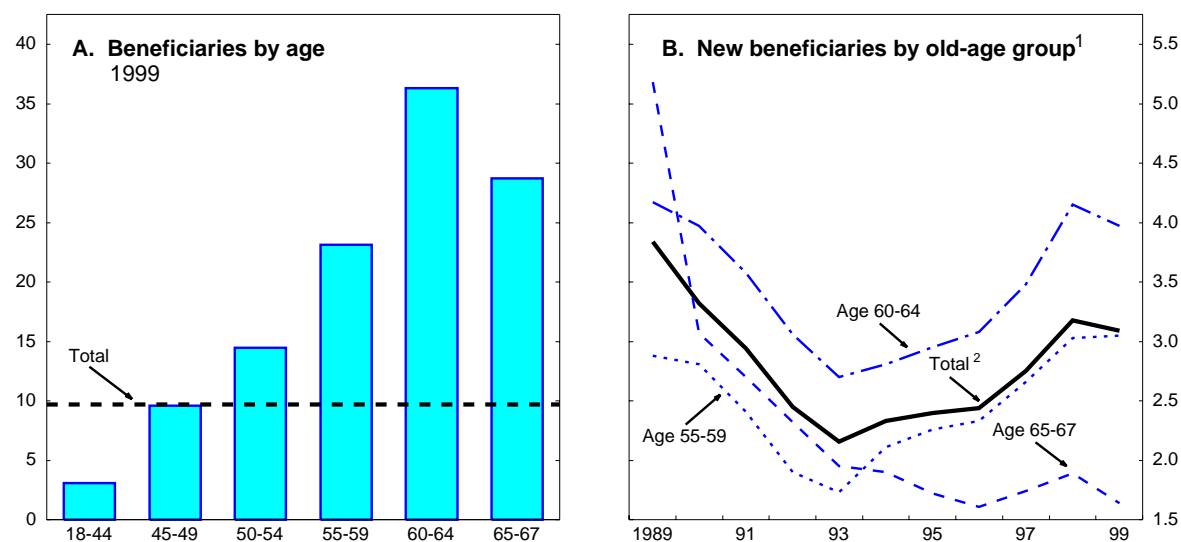 A. Beneficiaries by age
1999
40
35
30
25
20
15
10
5
0
Total
18-44 45-49 50-54 55-59 60-64 65-67
B. New beneficiaries by old-age group1
5.5
5.0
4.5
4.0
3.5
3.0
2.5
2.0
1.5
Age 60-64
Total 2
Age 55-59
Age 65-67
1989 91 93 95 97 99